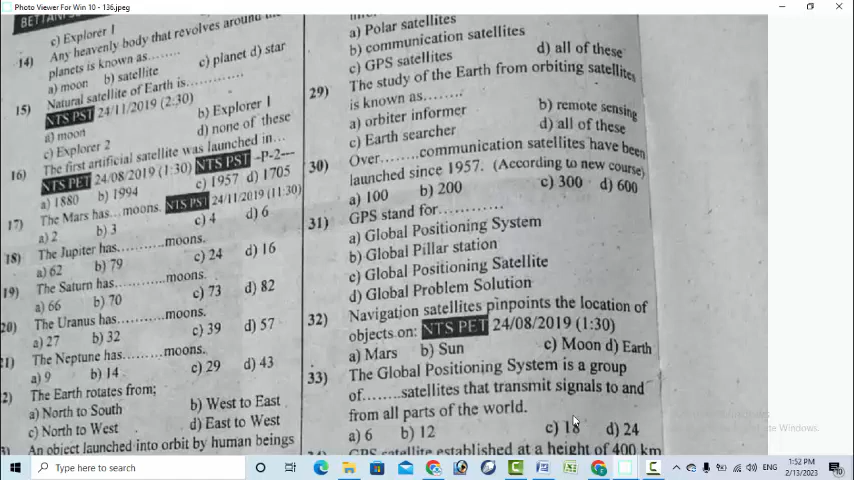 Photo Viewer For Win 10 - 136.jpeg
c) Explorer 1
14) Any heavenly body that revolves around
planets is known as......
a) moon b) satellite c) planet d) star
15) Natural satellite of Earth is..............
NTS PST 24/11/2019 (2:30)
a) moon b) Explorer 1
c) Explorer 2 d) none of these
16) The first artificial satellite was launched in...
NTS PET 24/08/2019 (1:30) NTS PST -P-2---
a) 1880 b) 1994 c) 1957 d) 1705
17) The Mars has...moons. NTS PST 24/11/2019 (11:30)
a) 2 b) 3 c) 4 d) 6
18) The Jupiter has...........moons.
a) 62 b) 79 c) 24 d) 16
19) The Saturn has...........moons.
a) 66 b) 70 c) 73 d) 82
20) The Uranus has...........moons.
a) 27 b) 32 c) 39 d) 57
21) The Neptune has.........moons.
a) 9 b) 14 c) 29 d) 43
2) The Earth rotates from;
a) North to South b) West to East
c) North to West d) East to West
An object launched into orbit by human beings
a) Polar satellites
b) communication satellites
c) GPS satellites d) all of these
29) The study of the Earth from orbiting satellites
is known as........
a) orbiter informer b) remote sensing
c) Earth searcher d) all of these
30) Over........communication satellites have been
launched since 1957. (According to new course)
a) 100 b) 200 c) 300 d) 600
31) GPS stand for............
a) Global Positioning System
b) Global Pillar station
c) Global Positioning Satellite
d) Global Problem Solution
32) Navigation satellites pinpoints the location of
objects on: NTS PET 24/08/2019 (1:30)
a) Mars b) Sun c) Moon d) Earth
33) The Global Positioning System is a group
of........satellites that transmit signals to and
from all parts of the world.
a) 6 b) 12 c) 18 d) 24
GPS satellite established at a height of 400 km
Type here to search
ENG
1:52 PM
2/13/2023